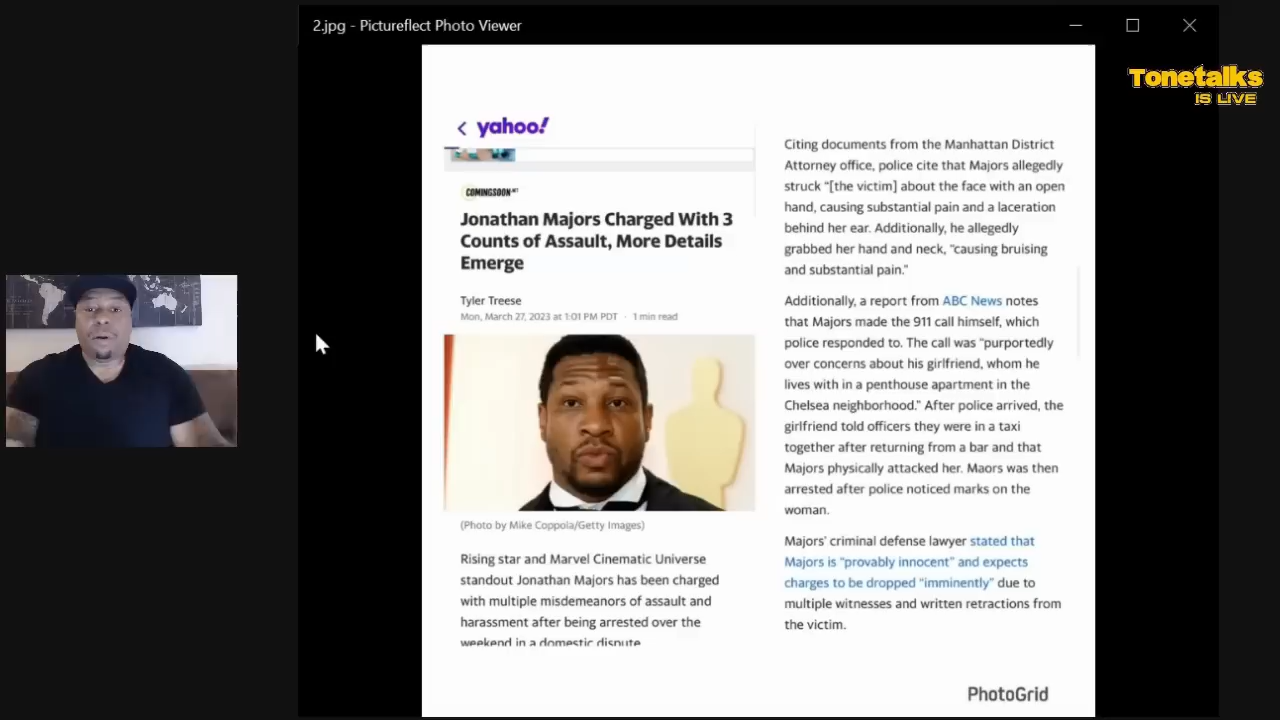 2.jpg - Pictureflect Photo Viewer
Tonetalks
IS LIVE
yahoo!
COMINGSOON.NET
Jonathan Majors Charged With 3
Counts of Assault, More Details
Emerge
Tyler Treese
Mon, March 27, 2023 at 1:01 PM PDT · 1 min read
(Photo by Mike Coppola/Getty Images)
Rising star and Marvel Cinematic Universe
standout Jonathan Majors has been charged
with multiple misdemeanors of assault and
harassment after being arrested over the
weekend in a domestic dispute.
Citing documents from the Manhattan District
Attorney office, police cite that Majors allegedly
struck “[the victim] about the face with an open
hand, causing substantial pain and a laceration
behind her ear. Additionally, he allegedly
grabbed her hand and neck, “causing bruising
and substantial pain.”
Additionally, a report from ABC News notes
that Majors made the 911 call himself, which
police responded to. The call was “purportedly
over concerns about his girlfriend, whom he
lives with in a penthouse apartment in the
Chelsea neighborhood.” After police arrived, the
girlfriend told officers they were in a taxi
together after returning from a bar and that
Majors physically attacked her. Maors was then
arrested after police noticed marks on the
woman.
Majors’ criminal defense lawyer stated that
Majors is “provably innocent” and expects
charges to be dropped “imminently” due to
multiple witnesses and written retractions from
the victim.
PhotoGrid